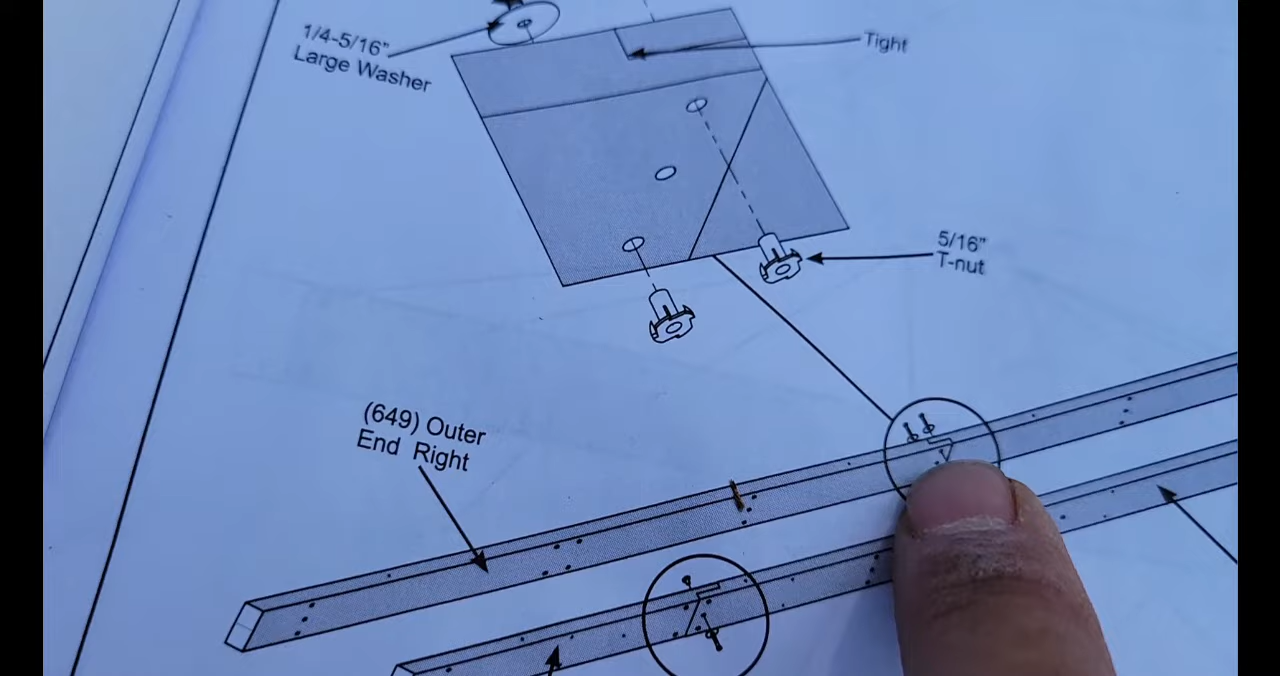 1/4-5/16"
Large Washer
Tight
5/16"
T-nut
(649) Outer
End Right